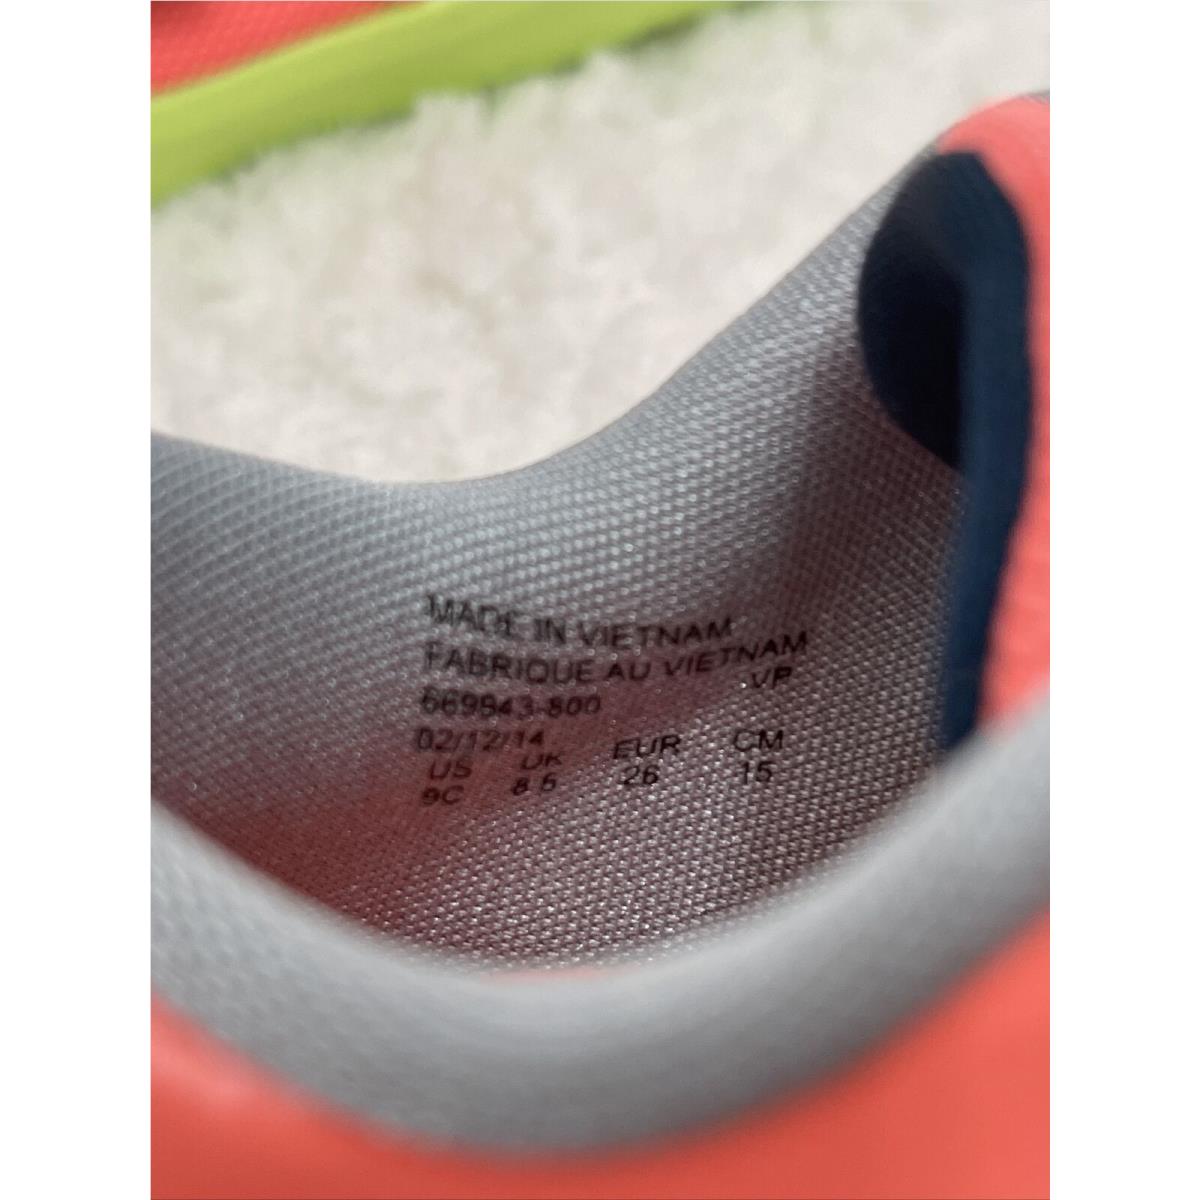 MADE IN VIETNAM
FABRIQUE AU VIETNAM
669943-800 VP
02/12/14
US UK EUR CM
9C 8.5 26 15